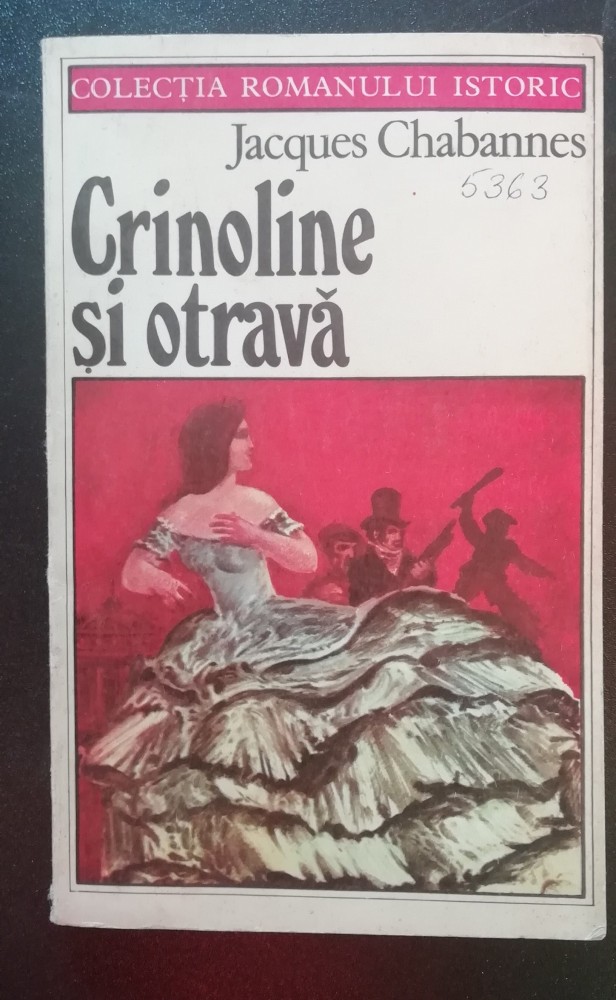 COLECȚIA ROMANULUI ISTORIC
Jacques Chabannes
5363
Crinoline
și otravă